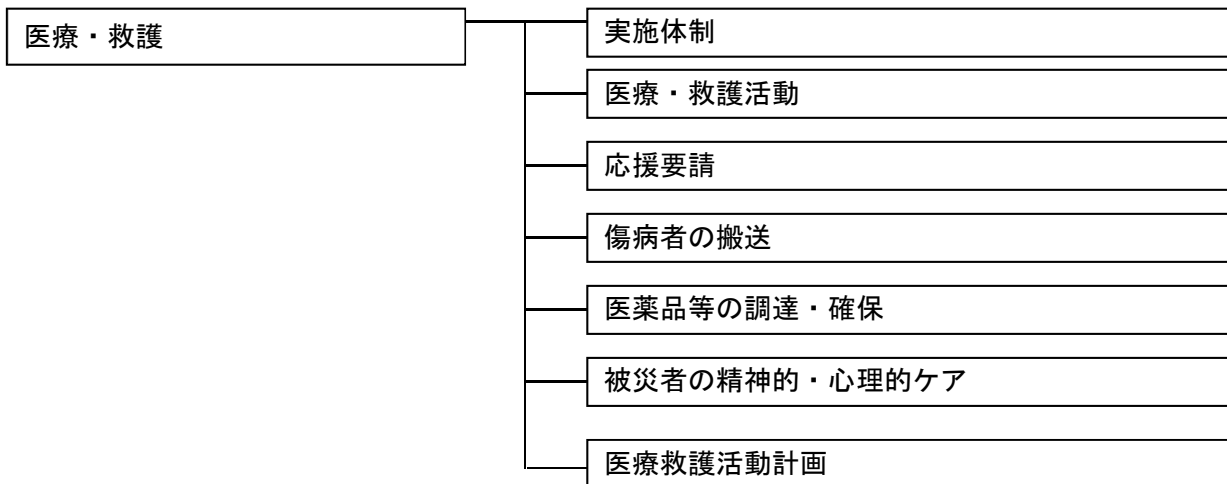 医療・救護
実施体制
医療・救護活動
応援要請
傷病者の搬送
医薬品等の調達・確保
被災者の精神的・心理的ケア
医療救護活動計画